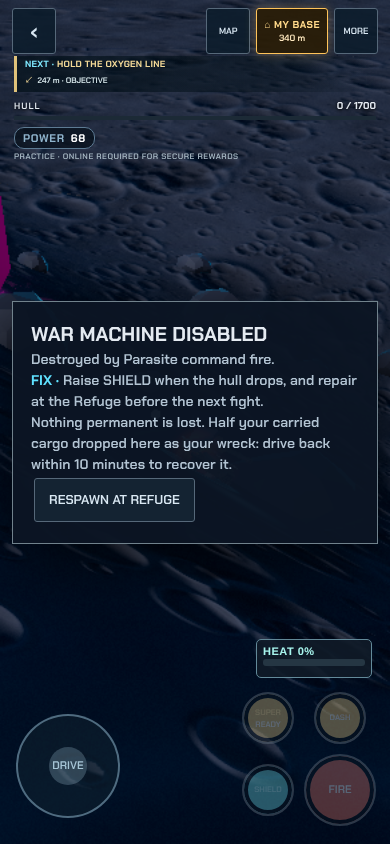 ‹
MAP
⌂ MY BASE
340 m
MORE
NEXT · HOLD THE OXYGEN LINE
↙ 247 m · OBJECTIVE
HULL
0 / 1700
POWER 68
PRACTICE · ONLINE REQUIRED FOR SECURE REWARDS
WAR MACHINE DISABLED
Destroyed by Parasite command fire.
FIX · Raise SHIELD when the hull drops, and repair
at the Refuge before the next fight.
Nothing permanent is lost. Half your carried
cargo dropped here as your wreck: drive back
within 10 minutes to recover it.
RESPAWN AT REFUGE
HEAT 0%
SUPER
READY
DASH
DRIVE
SHIELD
FIRE